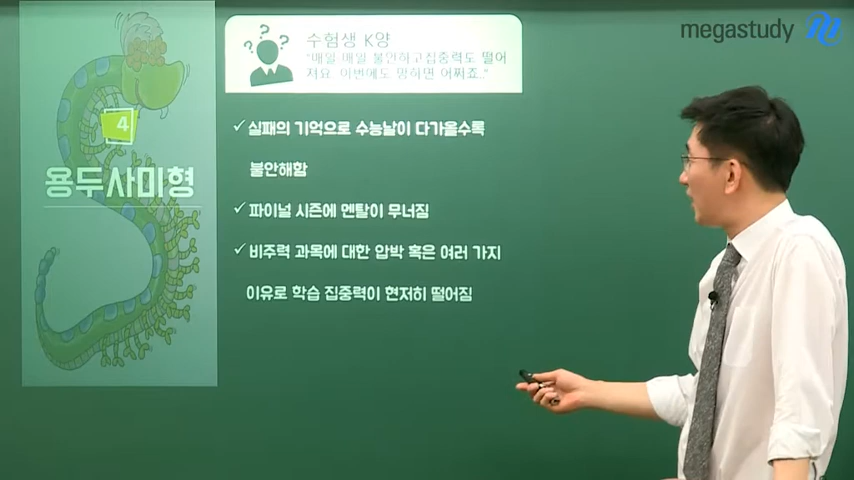 megastudy
수험생 K양
"매일 매일 불안하고 집중력도 떨어
져요. 이번에도 망하면 어쩌죠.."
4
용두사미형
✓ 실패의 기억으로 수능날이 다가올수록
불안해함
✓ 파이널 시즌에 멘탈이 무너짐
✓ 비주력 과목에 대한 압박 혹은 여러 가지
이유로 학습 집중력이 현저히 떨어짐